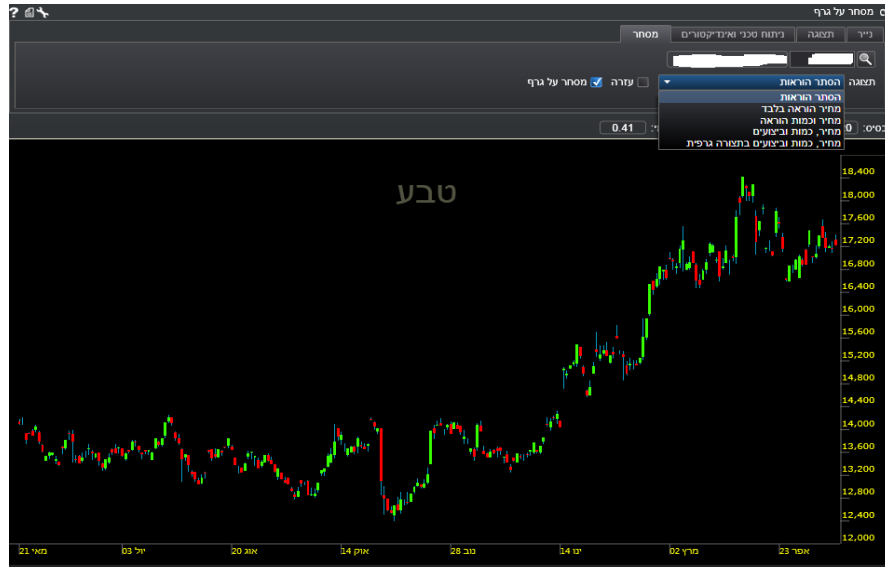 מסחר על גרף
?
נייר תצוגה ניתוח טכני ואינדיקטורים מסחר
תצוגה הסתר הוראות עזרה מסחר על גרף
הסתר הוראות
מחיר הוראה בלבד
מחיר וכמות הוראה
מחיר, כמות וביצועים
מחיר, כמות וביצועים בתצורה גרפית
0.41
טבע
18,400
18,000
17,600
17,200
16,800
16,400
16,000
15,600
15,200
14,800
14,400
14,000
13,600
13,200
12,800
12,400
12,000
מאי 21 יול 03 אוג 20 אוק 14 נוב 28 ינו 14 מרץ 02 אפר 23